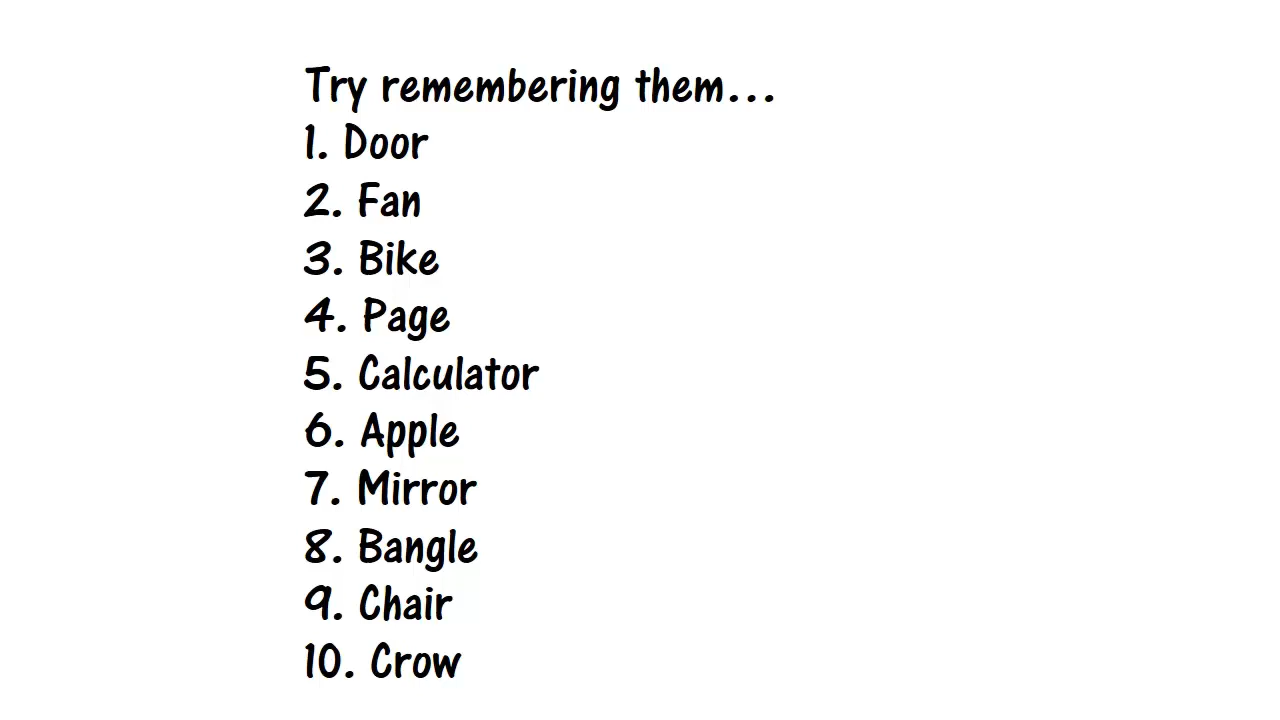 Try remembering them...
1. Door
2. Fan
3. Bike
4. Page
5. Calculator
6. Apple
7. Mirror
8. Bangle
9. Chair
10. Crow